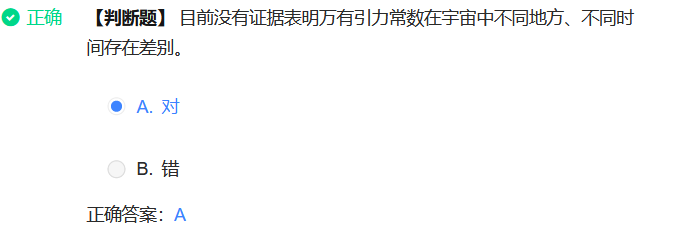 正确 【判断题】 目前没有证据表明万有引力常数在宇宙中不同地方、不同时
间存在差别。
A. 对
B. 错
正确答案：A